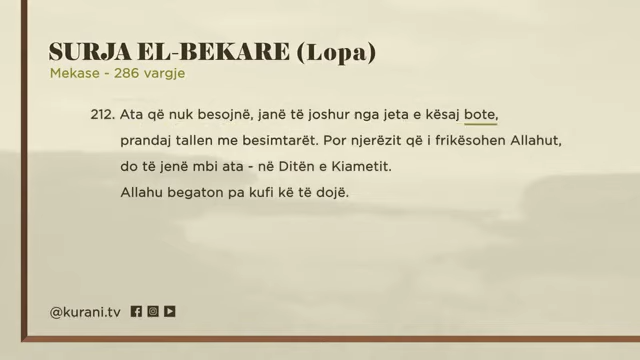 SURJA EL-BEKARE (Lopa)
Mekase - 286 vargje
212. Ata që nuk besojnë, janë të joshur nga jeta e kësaj bote,
prandaj tallen me besimtarët. Por njerëzit që i frikësohen Allahut,
do të jenë mbi ata - në Ditën e Kiametit.
Allahu begaton pa kufi kë të dojë.
@kurani.tv